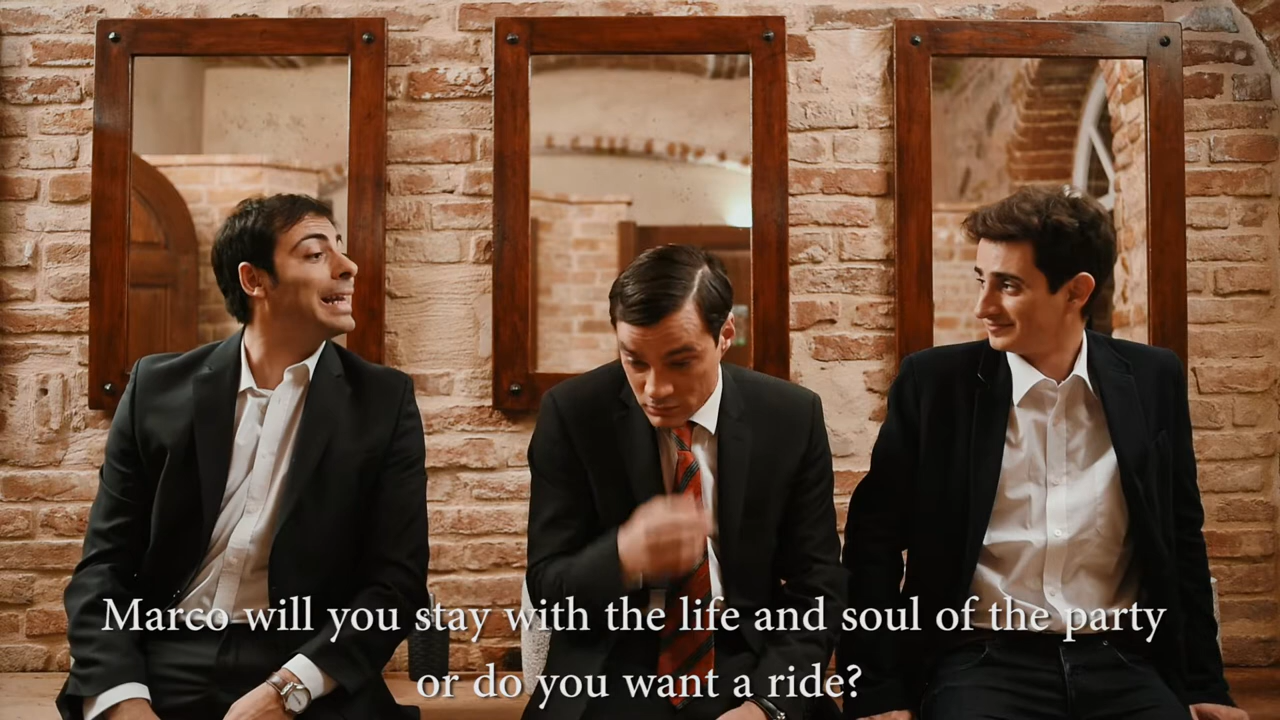 Marco will you stay with the life and soul of the party
or do you want a ride?